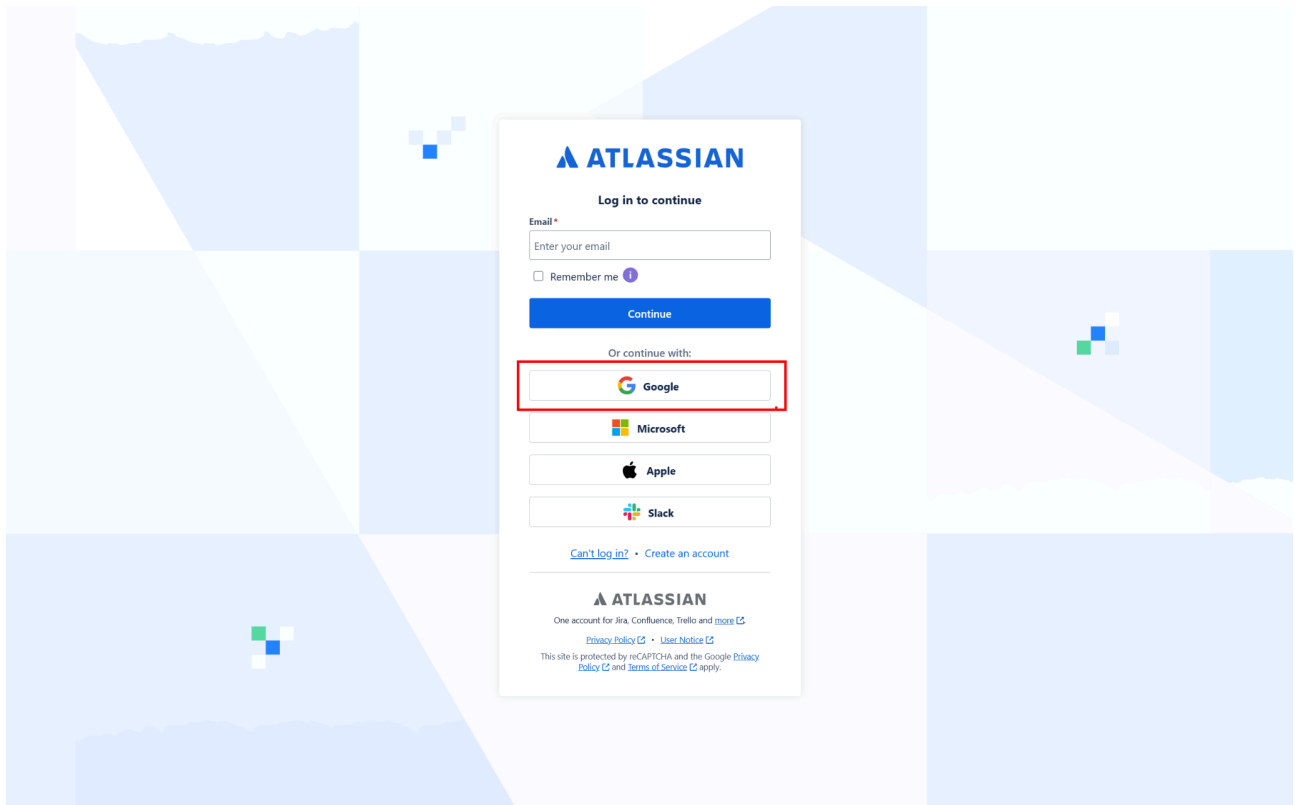 ATLASSIAN
Log in to continue
Email *
Enter your email
Remember me i
Continue
Or continue with:
Google
Microsoft
Apple
Slack
Can't log in? • Create an account
ATLASSIAN
One account for Jira, Confluence, Trello and more.
Privacy Policy • User Notice
This site is protected by reCAPTCHA and the Google Privacy
Policy and Terms of Service apply.